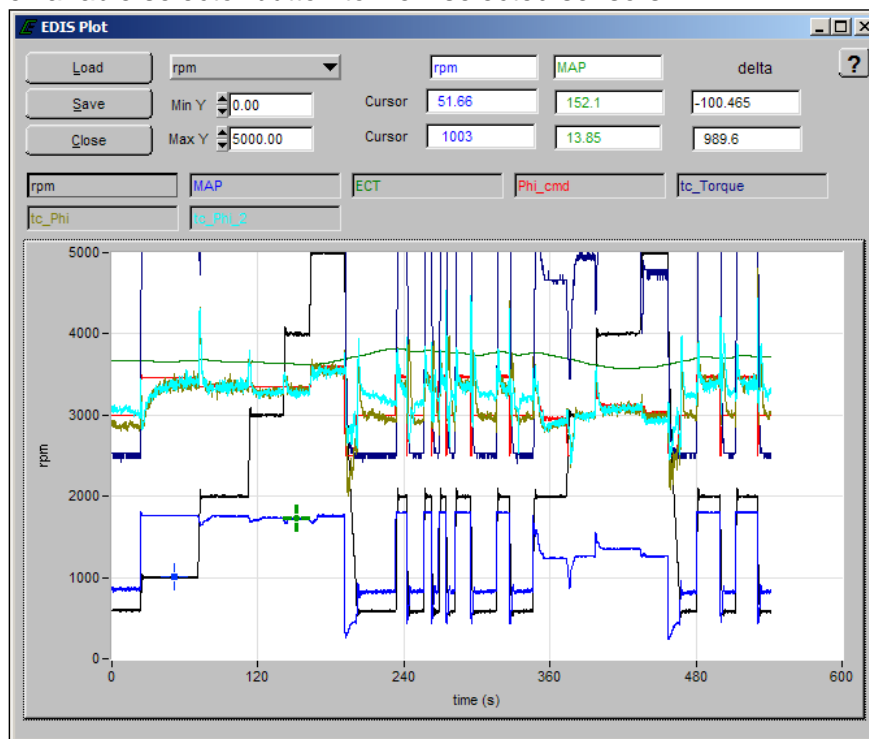 EDIS Plot
Load rpm rpm MAP delta ?
Save Min Y 0.00 Cursor 51.66 152.1 -100.465
Close Max Y 5000.00 Cursor 1003 13.85 989.6
rpm MAP ECT Phi_cmd tc_Torque
tc_Phi tc_Phi_2
5000
4000
3000
rpm
2000
1000
0
0 120 240 360 480 600
time (s)